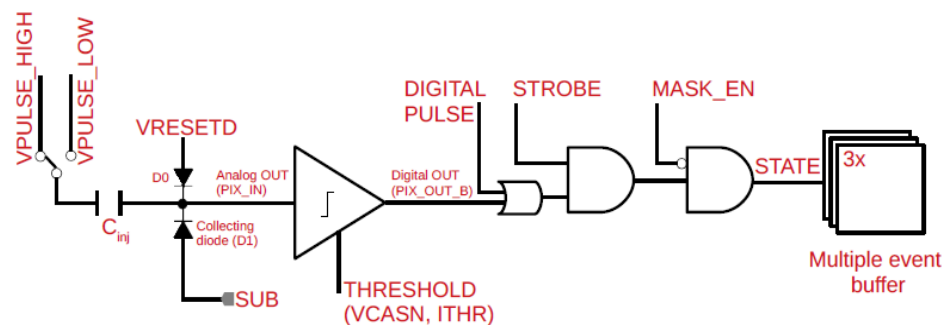 VPULSE_HIGH
VPULSE_LOW
VRESETD
D0
C_inj
Collecting
diode (D1)
SUB
Analog OUT
(PIX_IN)
THRESHOLD
(VCASN, ITHR)
Digital OUT
(PIX_OUT_B)
DIGITAL
PULSE
STROBE
MASK_EN
STATE
3x
Multiple event
buffer